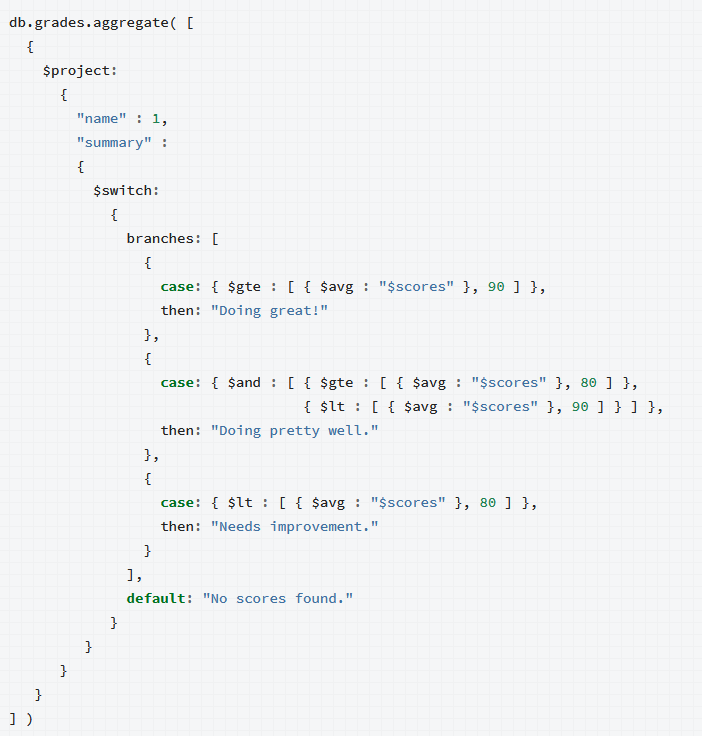 db.grades.aggregate( [
  {
    $project:
      {
        "name" : 1,
        "summary" :
        {
          $switch:
            {
              branches: [
                {
                  case: { $gte : [ { $avg : "$scores" }, 90 ] },
                  then: "Doing great!"
                },
                {
                  case: { $and : [ { $gte : [ { $avg : "$scores" }, 80 ] },
                                   { $lt : [ { $avg : "$scores" }, 90 ] } ] },
                  then: "Doing pretty well."
                },
                {
                  case: { $lt : [ { $avg : "$scores" }, 80 ] },
                  then: "Needs improvement."
                }
              ],
              default: "No scores found."
            }
         }
      }
   }
] )